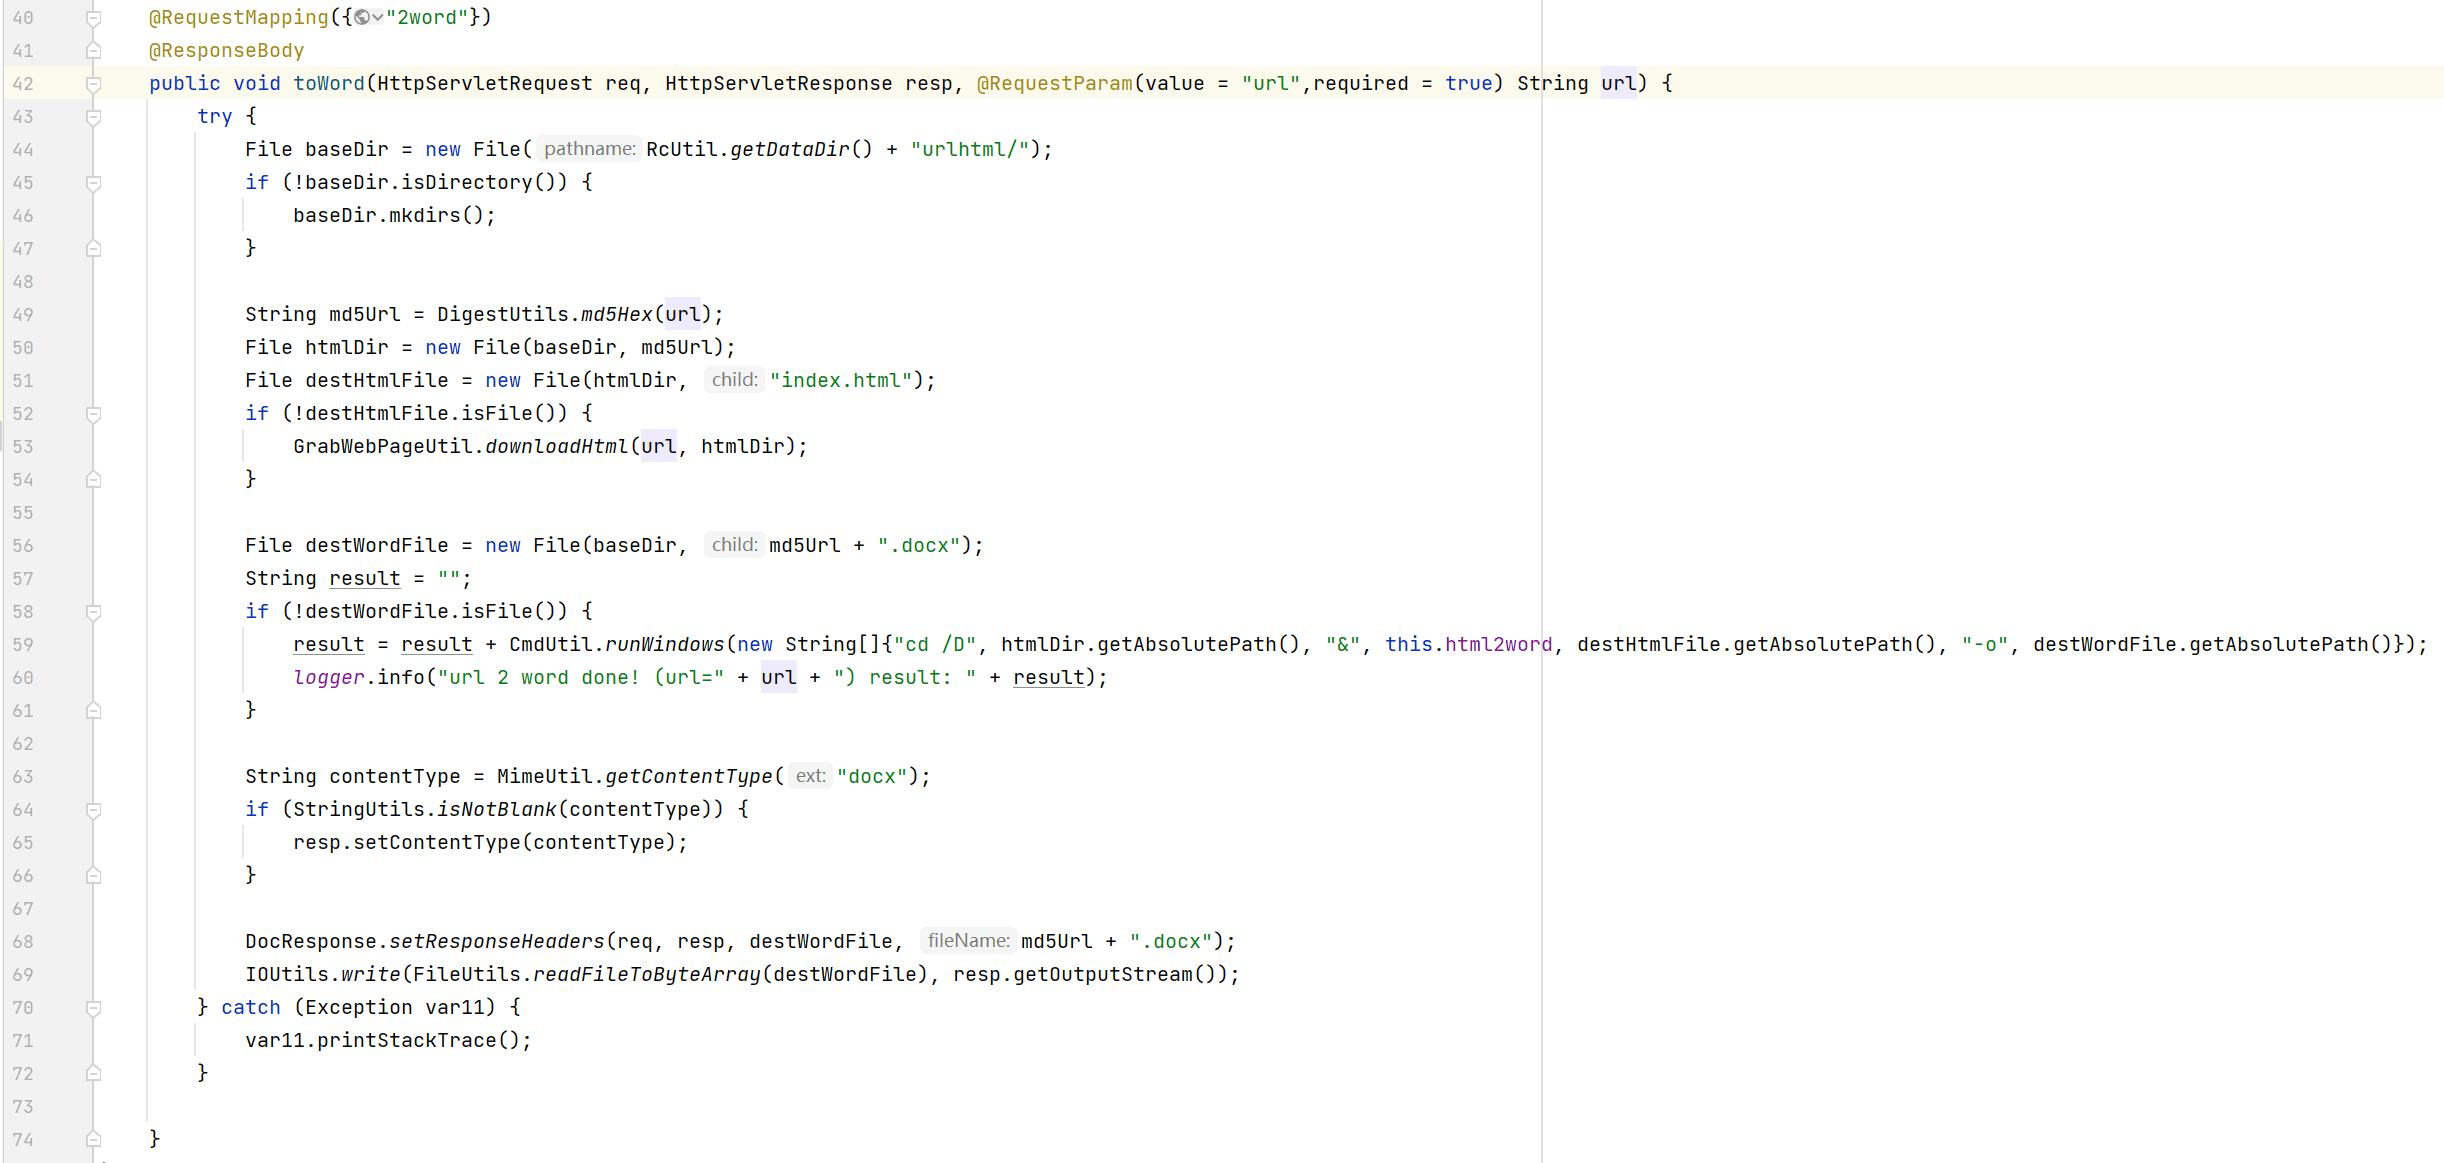 40 @RequestMapping({"2word"})
41 @ResponseBody
42 public void toWord(HttpServletRequest req, HttpServletResponse resp, @RequestParam(value = "url",required = true) String url) {
43 try {
44 File baseDir = new File( pathname: RcUtil.getDataDir() + "urlhtml/");
45 if (!baseDir.isDirectory()) {
46 baseDir.mkdirs();
47 }
48
49 String md5Url = DigestUtils.md5Hex(url);
50 File htmlDir = new File(baseDir, md5Url);
51 File destHtmlFile = new File(htmlDir, child: "index.html");
52 if (!destHtmlFile.isFile()) {
53 GrabWebPageUtil.downloadHtml(url, htmlDir);
54 }
55
56 File destWordFile = new File(baseDir, child: md5Url + ".docx");
57 String result = "";
58 if (!destWordFile.isFile()) {
59 result = result + CmdUtil.runWindows(new String[]{"cd /D", htmlDir.getAbsolutePath(), "&", this.html2word, destHtmlFile.getAbsolutePath(), "-o", destWordFile.getAbsolutePath()});
60 logger.info("url 2 word done! (url=" + url + ") result: " + result);
61 }
62
63 String contentType = MimeUtil.getContentType( ext: "docx");
64 if (StringUtils.isNotBlank(contentType)) {
65 resp.setContentType(contentType);
66 }
67
68 DocResponse.setResponseHeaders(req, resp, destWordFile, fileName: md5Url + ".docx");
69 IOUtils.write(FileUtils.readFileToByteArray(destWordFile), resp.getOutputStream());
70 } catch (Exception var11) {
71 var11.printStackTrace();
72 }
73
74 }